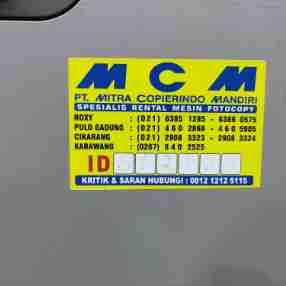 MCM
PT. MITRA COPIERINDO MANDIRI
SPESIALIS RENTAL MESIN FOTOCOPY
ROXY : (021) 6385 1285 - 6386 0575
PULO GADUNG : (021) 460 2868 - 460 5905
CIKARANG : (021) 2908 3323 - 2908 3324
KARAWANG : (0267) 840 2525
ID
KRITIK & SARAN HUBUNGI : 0812 1212 5115